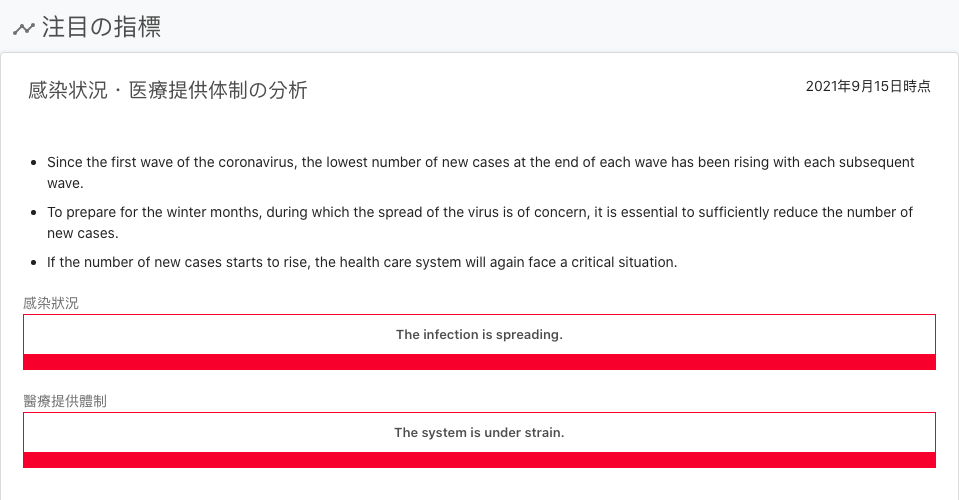 注目の指標
感染状況・医療提供体制の分析
2021年9月15日時点
Since the first wave of the coronavirus, the lowest number of new cases at the end of each wave has been rising with each subsequent
wave.
To prepare for the winter months, during which the spread of the virus is of concern, it is essential to sufficiently reduce the number of
new cases.
If the number of new cases starts to rise, the health care system will again face a critical situation.
感染狀況
The infection is spreading.
醫療提供體制
The system is under strain.